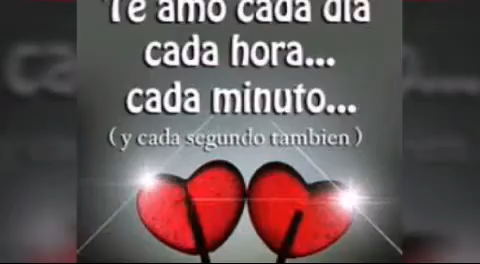 Te amo cada dia
cada hora...
cada minuto...
( y cada segundo tambien )